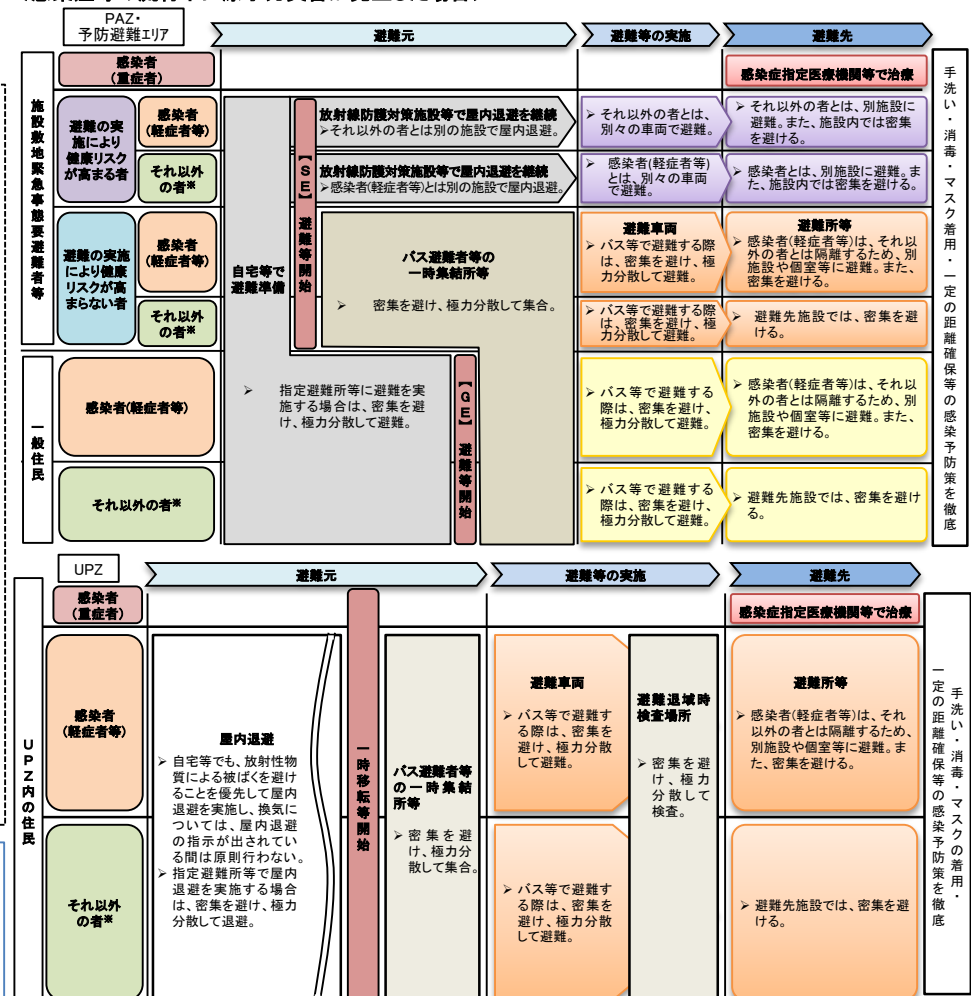 PAZ・
予防避難エリア
避難元
避難等の実施
避難先
感染者
(重症者)
感染症指定医療機関等で治療
施設敷地緊急事態要避難者等
避難の実
施により
健康リスク
が高まる者
感染者
(軽症者等)
それ以外
の者※
避難の実施
により健康
リスクが高
まらない者
感染者
(軽症者等)
それ以外
の者※
自宅等で
避難準備
【SE】避難等開始
放射線防護対策施設等で屋内退避を継続
➢それ以外の者とは別の施設で屋内退避。
放射線防護対策施設等で屋内退避を継続
➢感染者(軽症者等)とは別の施設で屋内退避。
バス避難者等の
一時集結所等
➢ 密集を避け、極力分散して集合。
➢ それ以外の者とは、
別々の車両で避難。
➢ 感染者(軽症者等)
とは、別々の車両
で避難。
避難車両
➢ バス等で避難する際
は、密集を避け、極
力分散して避難。
➢ バス等で避難する際
は、密集を避け、極
力分散して避難。
➢ それ以外の者とは、別施設に
避難。また、施設内では密集
を避ける。
➢ 感染者とは、別施設に避難。ま
た、施設内では密集を避ける。
避難所等
➢ 感染者(軽症者等)は、それ以
外の者とは隔離するため、別
施設や個室等に避難。また、
密集を避ける。
➢ 避難先施設では、密集を避
ける。
一般住民
感染者(軽症者等)
それ以外の者※
➢ 指定避難所等に避難を実
施する場合は、密集を避
け、極力分散して避難。
【GE】避難等開始
➢ バス等で避難する
際は、密集を避け、
極力分散して避難。
➢ バス等で避難する
際は、密集を避け、
極力分散して避難。
➢ 感染者(軽症者等)は、それ以
外の者とは隔離するため、別
施設や個室等に避難。また、
密集を避ける。
➢ 避難先施設では、密集を避け
る。
手洗い・消毒・マスク着用・一定の距離確保等の感染予防策を徹底
UPZ
避難元
避難等の実施
避難先
感染者
(重症者)
感染症指定医療機関等で治療
UPZ内の住民
感染者
(軽症者等)
それ以外
の者※
屋内退避
➢ 自宅等でも、放射性物
質による被ばくを避け
ることを優先して屋内
退避を実施し、換気に
ついては、屋内退避
の指示が出されてい
る間は原則行わない。
➢ 指定避難所等で屋内
退避を実施する場合
は、密集を避け、極力
分散して退避。
一時移転等開始
バス避難者等
の一時集結
所等
➢ 密集を避
け、極力分
散して集合。
避難車両
➢ バス等で避難す
る際は、密集を
避け、極力分散
して避難。
➢ バス等で避難す
る際は、密集を
避け、極力分散
して避難。
避難退域時
検査場所
➢ 密集を避
け、極力
分散して
検査。
避難所等
➢ 感染者(軽症者等)は、それ
以外の者とは隔離するため、
別施設や個室等に避難。ま
た、密集を避ける。
➢ 避難先施設では、密集を避
ける。
手洗い・消毒・マスクの着用・
一定の距離確保等の感染予防策を徹底